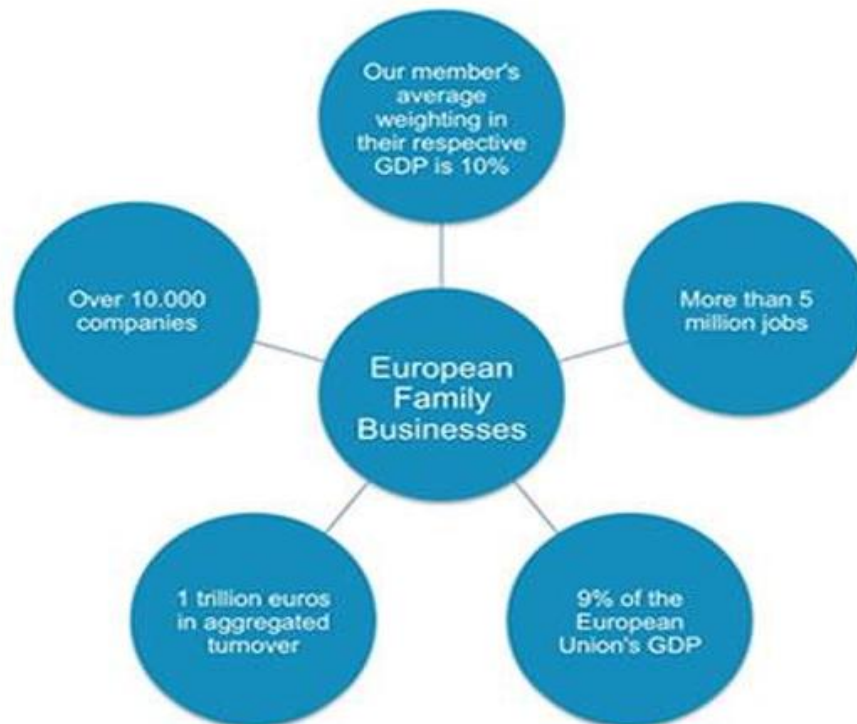 Our member's
average
weighting in
their respective
GDP is 10%
Over 10.000
companies
More than 5
million jobs
European
Family
Businesses
1 trillion euros
in aggregated
turnover
9% of the
European
Union's GDP